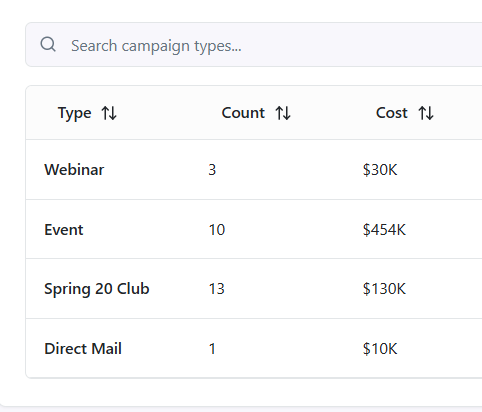 Search campaign types...
Type Count Cost
Webinar 3 $30K
Event 10 $454K
Spring 20 Club 13 $130K
Direct Mail 1 $10K